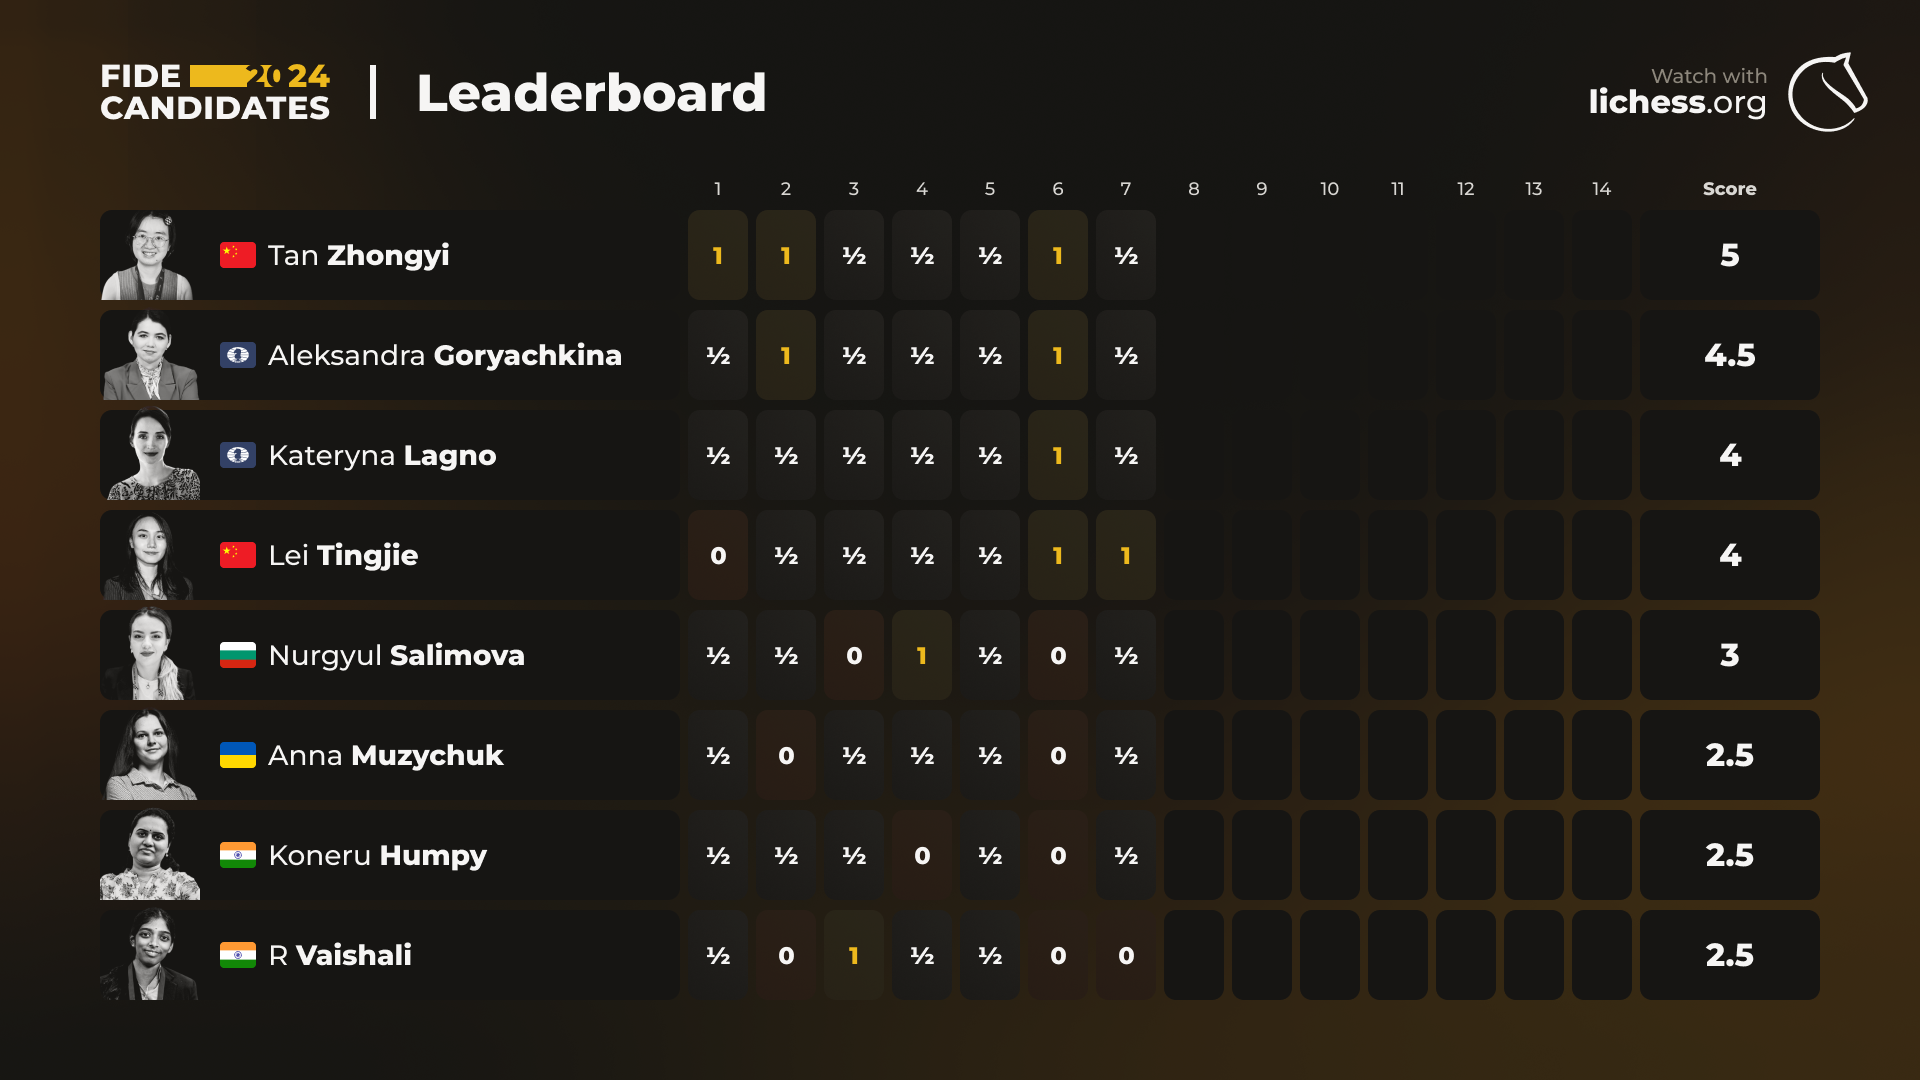 FIDE 2024
CANDIDATES
Leaderboard
Watch with
lichess.org
1 2 3 4 5 6 7 8 9 10 11 12 13 14 Score
Tan Zhongyi 1 1 ½ ½ ½ 1 ½ 5
Aleksandra Goryachkina ½ 1 ½ ½ ½ 1 ½ 4.5
Kateryna Lagno ½ ½ ½ ½ ½ 1 ½ 4
Lei Tingjie 0 ½ ½ ½ ½ 1 1 4
Nurgyul Salimova ½ ½ 0 1 ½ 0 ½ 3
Anna Muzychuk ½ 0 ½ ½ ½ 0 ½ 2.5
Koneru Humpy ½ ½ ½ 0 ½ 0 ½ 2.5
R Vaishali ½ 0 1 ½ ½ 0 0 2.5